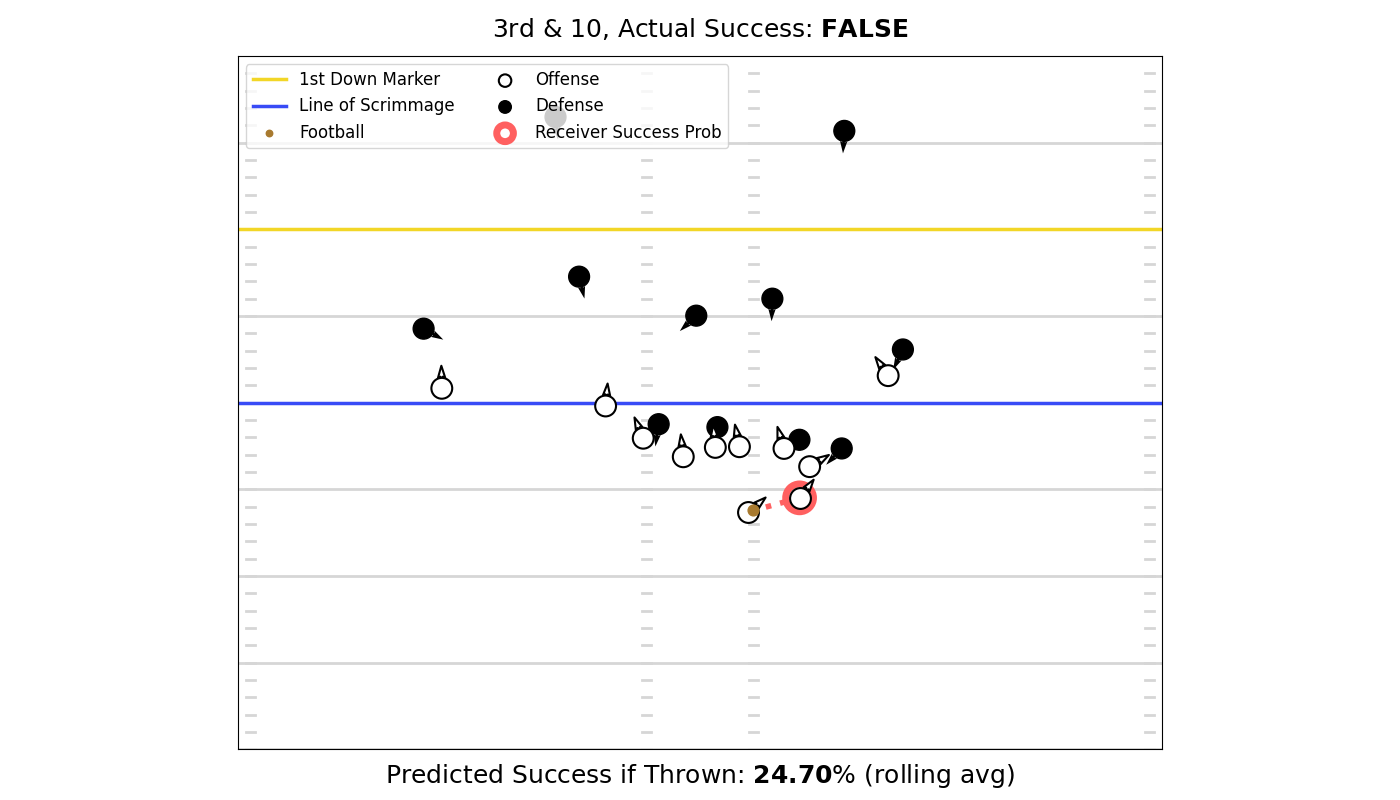 3rd & 10, Actual Success: FALSE
1st Down Marker
Line of Scrimmage
Football
Offense
Defense
Receiver Success Prob
Predicted Success if Thrown: 24.70% (rolling avg)